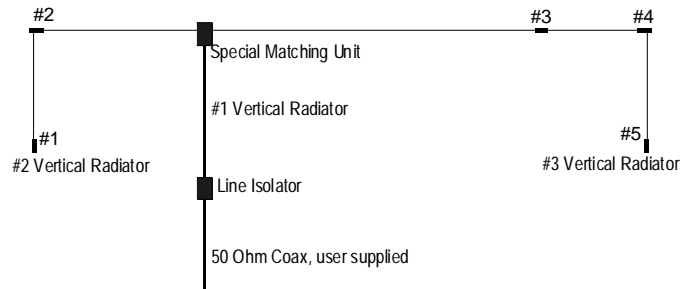 #2
#3
#4
Special Matching Unit
#1 Vertical Radiator
#1
#5
#2 Vertical Radiator
#3 Vertical Radiator
Line Isolator
50 Ohm Coax, user supplied